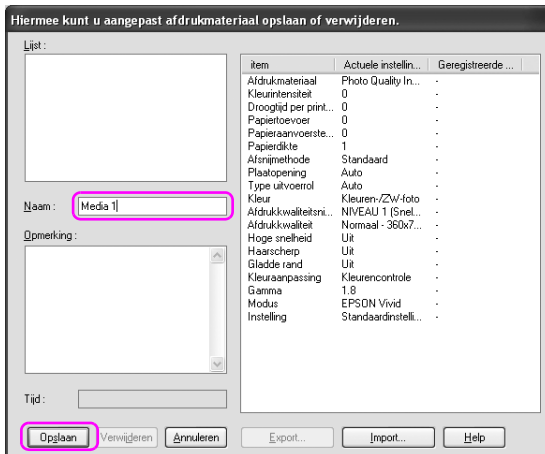 Hiermee kunt u aangepast afdrukmateriaal opslaan of verwijderen.
Lijst :
Naam : Media 1
Opmerking :
Tijd :
item Actuele instellin... Geregistreerde ...
Afdrukmateriaal Photo Quality In... -
Kleurintensiteit 0 -
Droogtijd per print... 0 -
Papiertoevoer 0 -
Papieraanvoerste... 0 -
Papierdikte 1 -
Afsnijmethode Standaard -
Plaatopening Auto -
Type uitvoerrol Auto -
Kleur Kleuren-/ZW-foto -
Afdrukkwaliteitsni... NIVEAU 1 (Snel... -
Afdrukkwaliteit Normaal - 360x7... -
Hoge snelheid Uit -
Haarscherp Uit -
Gladde rand Uit -
Kleuraanpassing Kleurencontrole -
Gamma 1.8 -
Modus EPSON Vivid -
Instelling Standaardinstelli... -
Opslaan Verwijderen Annuleren Export... Import... Help